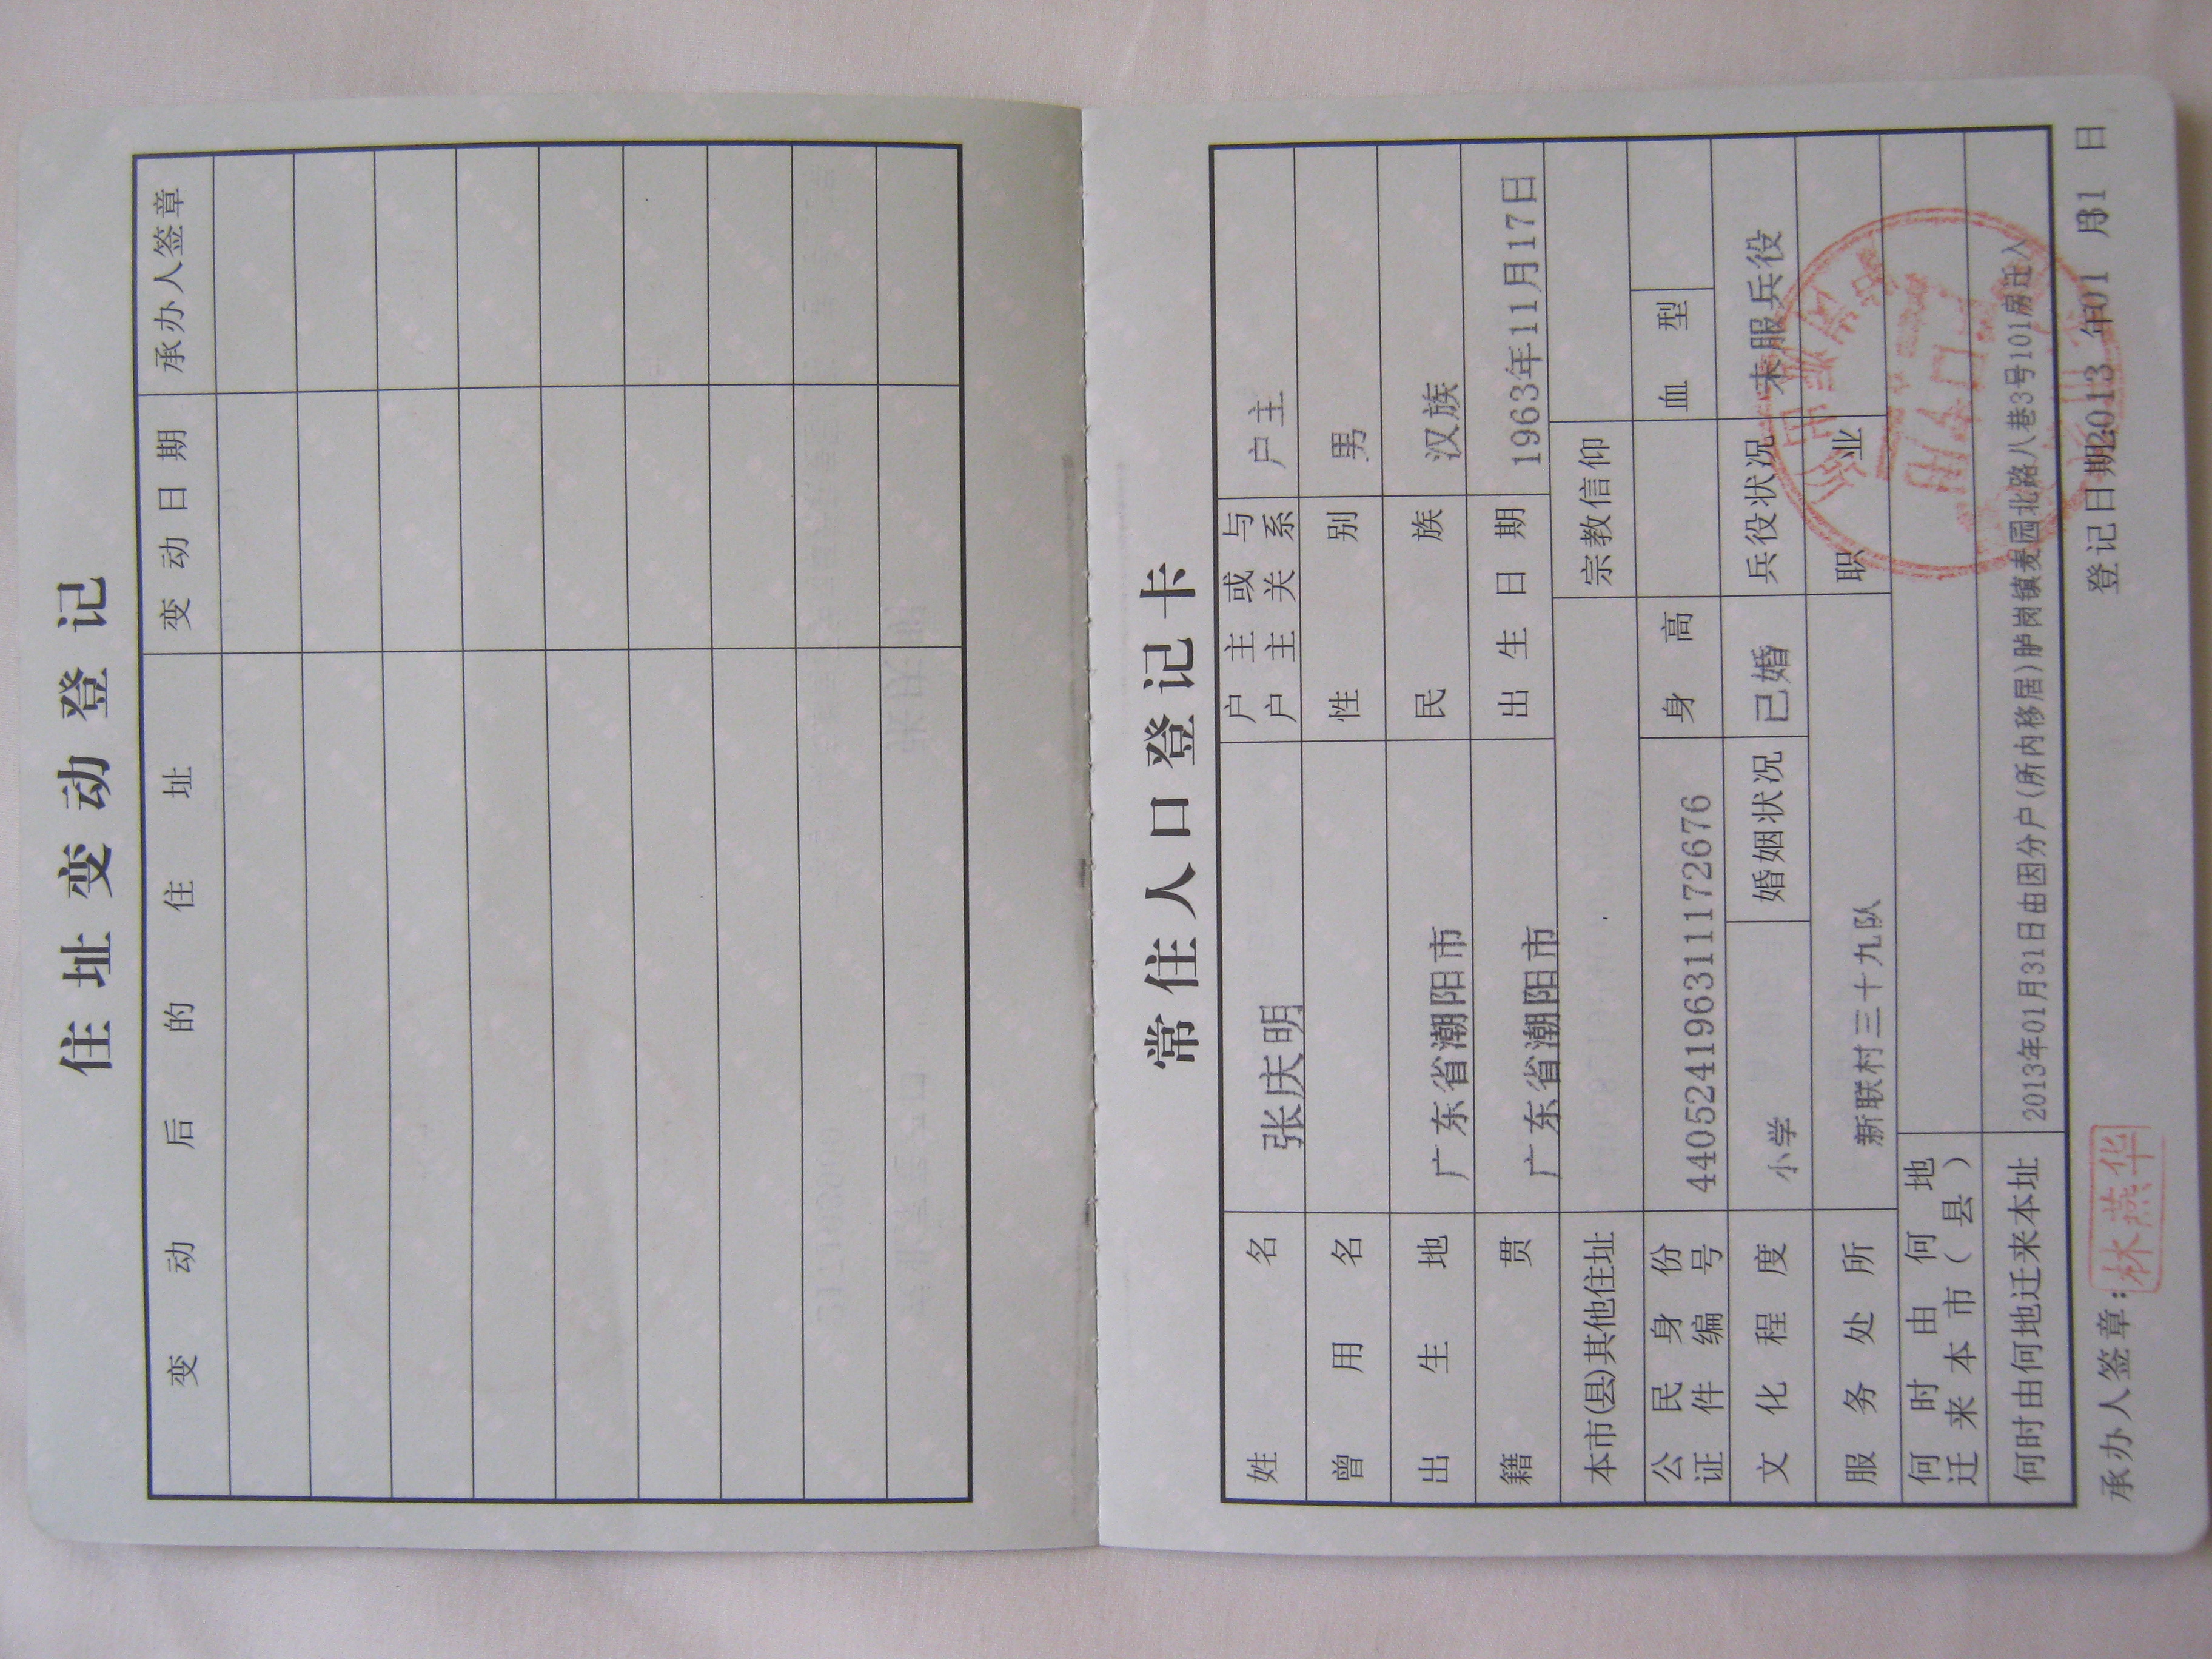 住址变动登记
变动后的住址 变动日期 承办人签章
常住人口登记卡
姓名 张庆明 户主或与户主关系 户主
曾用名 性别 男
出生地 广东省潮阳市 民族 汉族
籍贯 广东省潮阳市 出生日期 1963年11月17日
本市(县)其他住址 宗教信仰
公民身份证件编号 440524196311172676 身高 血型
文化程度 小学 婚姻状况 已婚 兵役状况 未服兵役
服务处所 新联村三十九队 职业
何时由何地迁来本市(县)
何时由何地迁来本址 2013年01月31日由因分户(所内移居)胪岗镇麦园北路八巷3号101房迁入
承办人签章: 林燕华 登记日期:2013年01月31日